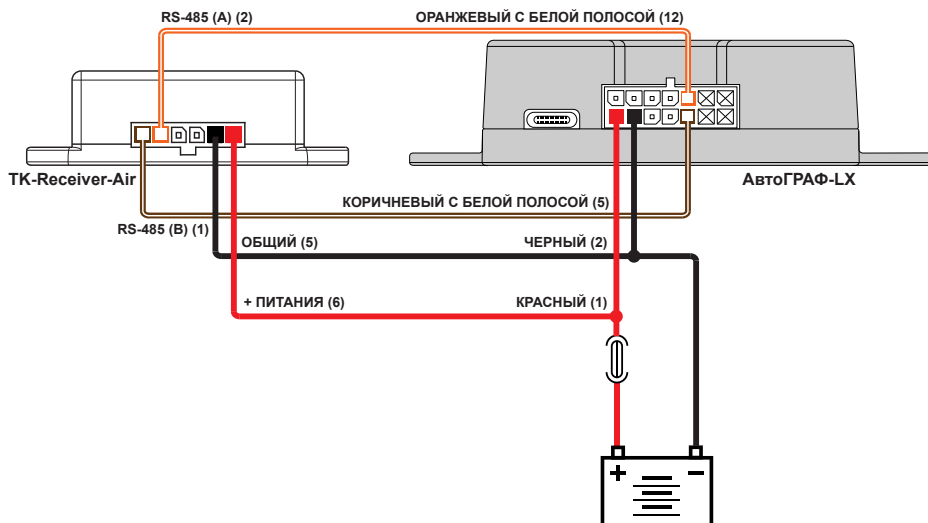 RS-485 (A) (2)
ОРАНЖЕВЫЙ С БЕЛОЙ ПОЛОСОЙ (12)
TK-Receiver-Air
АвтоГРАФ-LX
КОРИЧНЕВЫЙ С БЕЛОЙ ПОЛОСОЙ (5)
RS-485 (B) (1)
ОБЩИЙ (5)
ЧЕРНЫЙ (2)
+ ПИТАНИЯ (6)
КРАСНЫЙ (1)
+ −